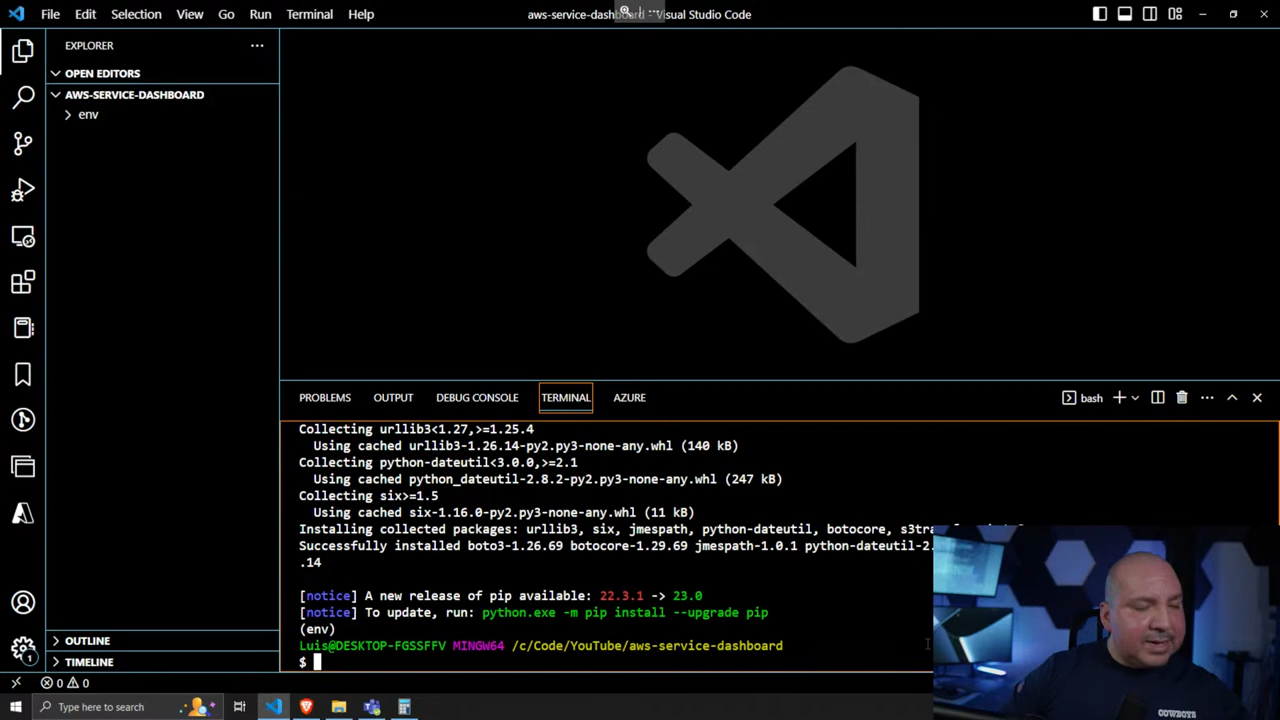 File Edit Selection View Go Run Terminal Help
aws-service-dashboard - Visual Studio Code
EXPLORER
OPEN EDITORS
AWS-SERVICE-DASHBOARD
env
OUTLINE
TIMELINE
PROBLEMS OUTPUT DEBUG CONSOLE TERMINAL AZURE
bash
Collecting urllib3<1.27,>=1.25.4
Using cached urllib3-1.26.14-py2.py3-none-any.whl (140 kB)
Collecting python-dateutil<3.0.0,>=2.1
Using cached python_dateutil-2.8.2-py2.py3-none-any.whl (247 kB)
Collecting six>=1.5
Using cached six-1.16.0-py2.py3-none-any.whl (11 kB)
Installing collected packages: urllib3, six, jmespath, python-dateutil, botocore,
Successfully installed boto3-1.26.69 botocore-1.29.69 jmespath-1.0.1 python-dateutil-2.
.14
[notice] A new release of pip available: 22.3.1 -> 23.0
[notice] To update, run: python.exe -m pip install --upgrade pip
(env)
Luis@DESKTOP-FGSSFFV MINGW64 /c/Code/YouTube/aws-service-dashboard
$
1
0 0
Type here to search
COWBOYS